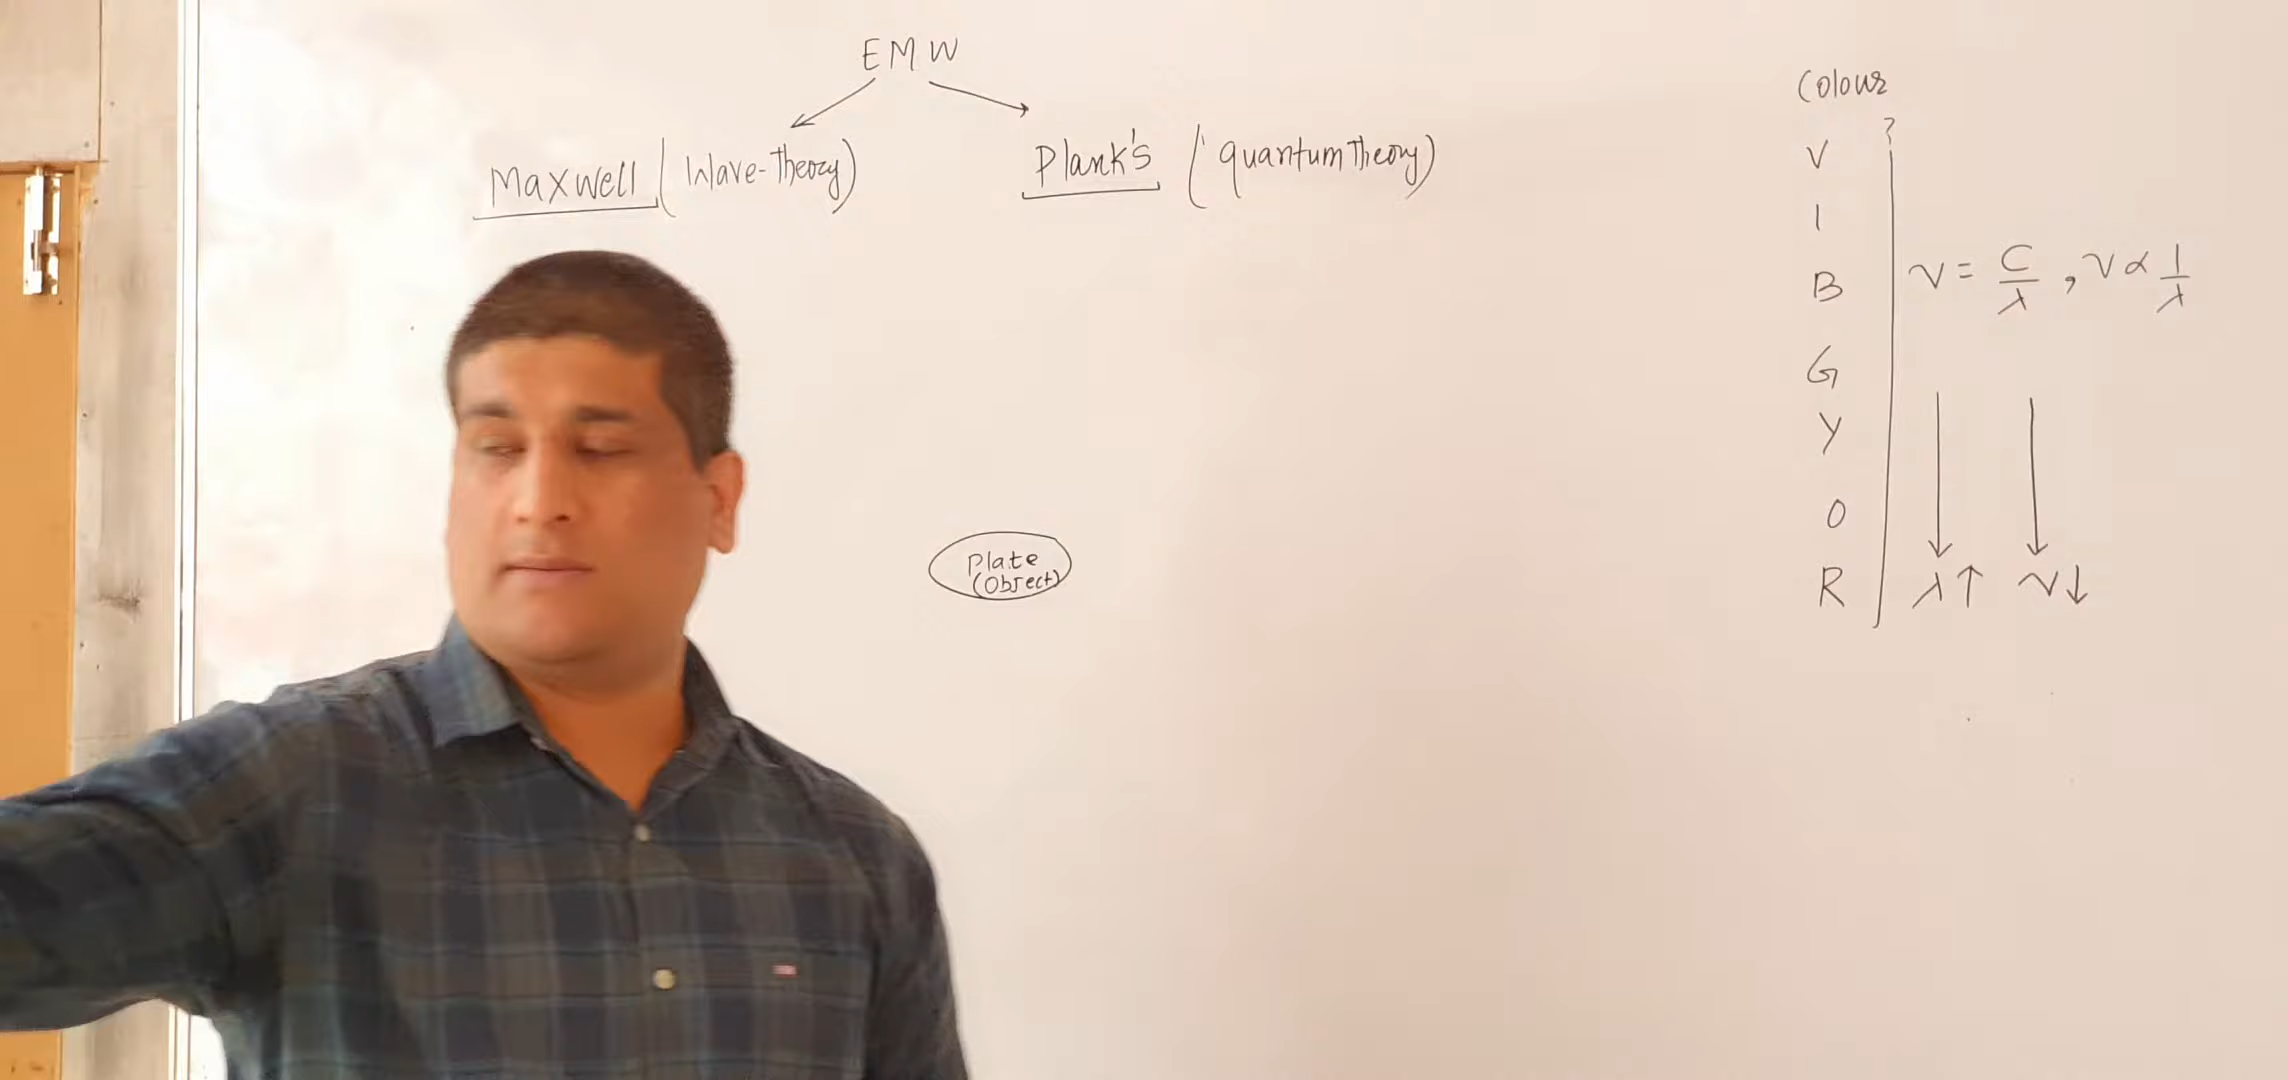 EMW
Maxwell (Wave-Theory)
Plank's (quantum Theory)
Plate
(Object)
Colour
V
I
B
G
Y
O
R
ν = C/λ , ν ∝ 1/λ
λ↑ ν↓